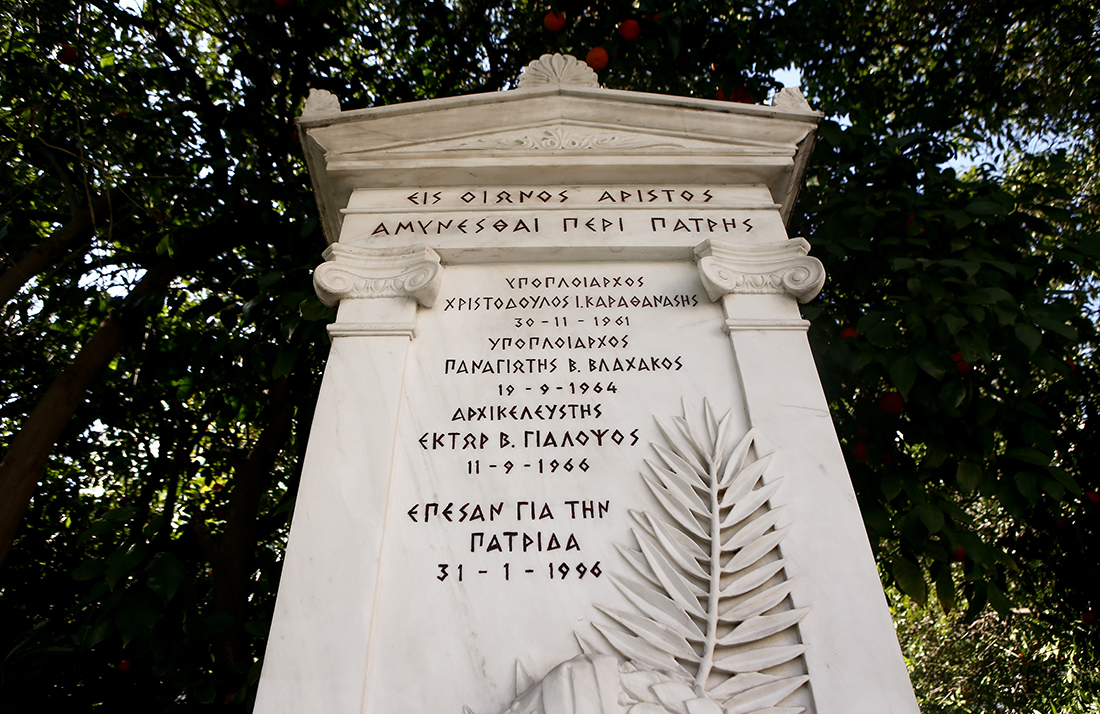 ΕΙΣ ΟΙΩΝΟΣ ΑΡΙΣΤΟΣ
ΑΜΥΝΕΣΘΑΙ ΠΕΡΙ ΠΑΤΡΗΣ
ΥΠΟΠΛΟΙΑΡΧΟΣ
ΧΡΙΣΤΟΔΟΥΛΟΣ Ι. ΚΑΡΑΘΑΝΑΣΗΣ
30 - 11 - 1961
ΥΠΟΠΛΟΙΑΡΧΟΣ
ΠΑΝΑΓΙΩΤΗΣ Β. ΒΛΑΧΑΚΟΣ
19 - 9 - 1964
ΑΡΧΙΚΕΛΕΥΣΤΗΣ
ΕΚΤΩΡ Β. ΓΙΑΛΟΨΟΣ
11 - 9 - 1966
ΕΠΕΣΑΝ ΓΙΑ ΤΗΝ
ΠΑΤΡΙΔΑ
31 - 1 - 1996